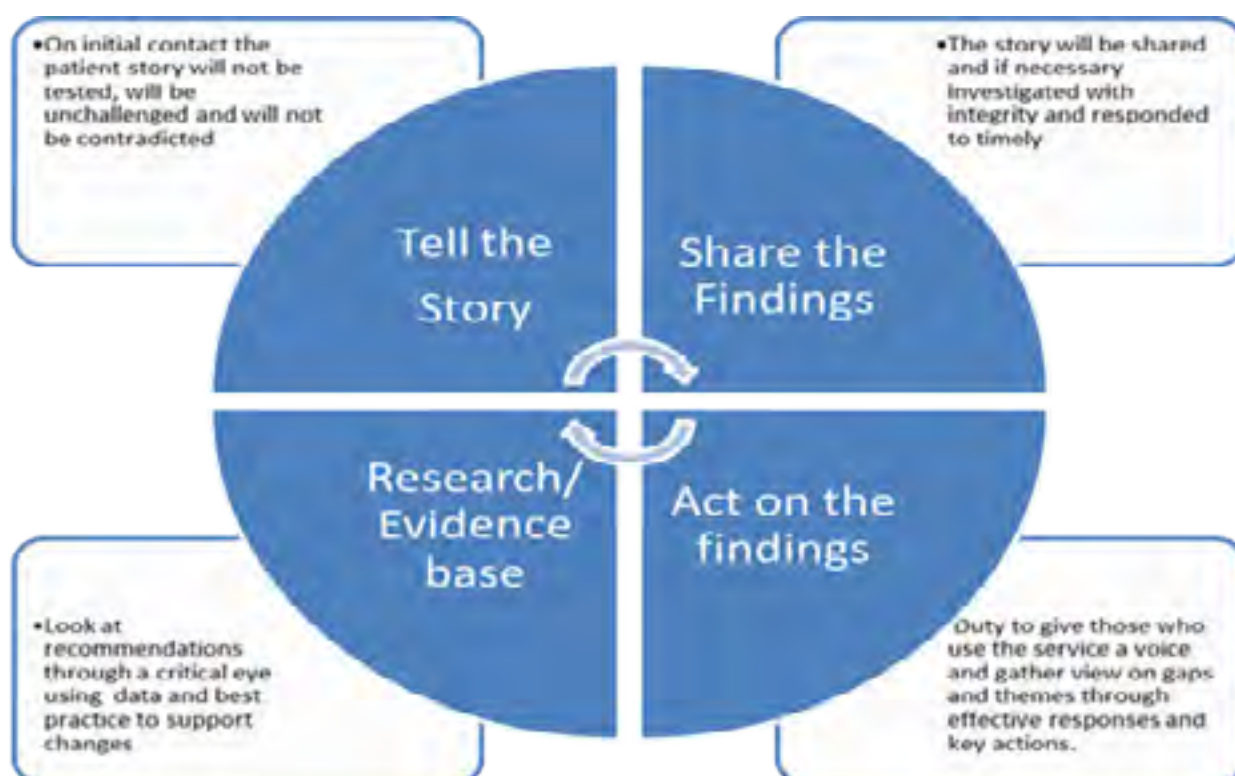 •On initial contact the
patient story will not be
tested, will be
unchallenged and will not
be contradicted
•The story will be shared
and if necessary
investigated with
integrity and responded
to timely
Tell the
Story
Share the
Findings
Research/
Evidence
base
Act on the
findings
•Look at
recommendations
through a critical eye
using data and best
practice to support
changes
Duty to give those who
use the service a voice
and gather view on gaps
and themes through
effective responses and
key actions.